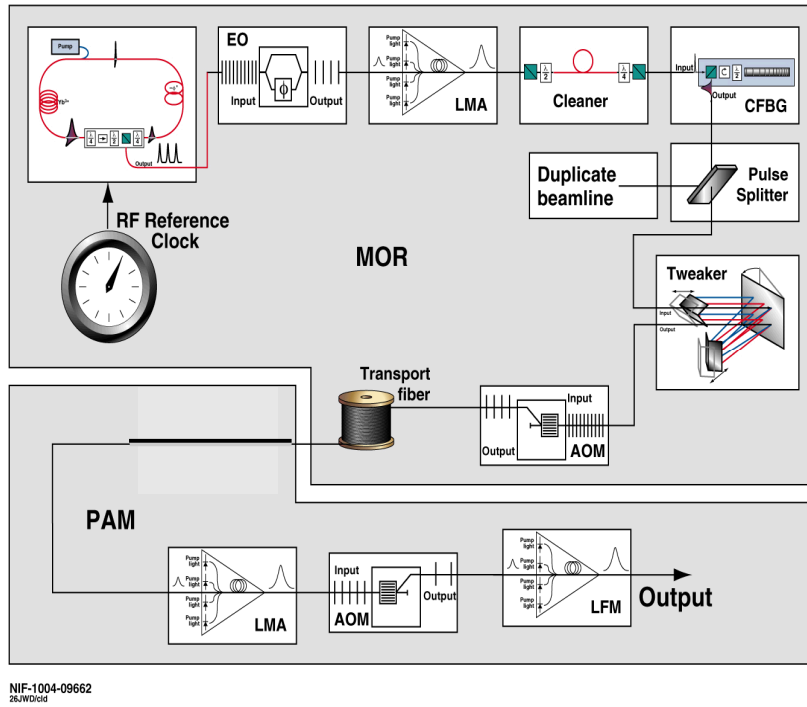 Pump
Yb³⁺
λ
4
λ
2
λ
4
Output
EO
Input
Output
ϕ
Pump
light
Pump
light
Pump
light
Pump
light
LMA
λ
2
λ
4
Cleaner
Input
λ
2
Output
CFBG
RF Reference
Clock
MOR
Duplicate
beamline
Pulse
Splitter
Tweaker
Input
Output
Transport
fiber
Input
Output
AOM
PAM
Pump
light
Pump
light
Pump
light
Pump
light
LMA
Input
Output
AOM
Pump
light
Pump
light
Pump
light
Pump
light
LFM
Output
NIF-1004-09662
26JWD/cld